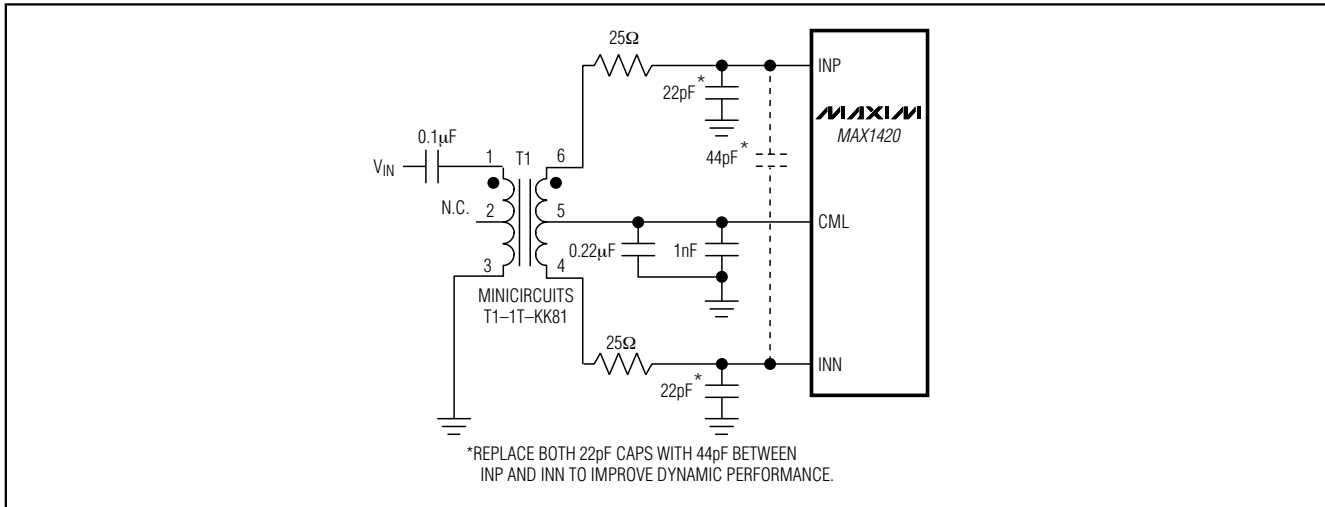 25Ω
INP
22pF*
MAXIM
MAX1420
0.1µF
1 T1 6
44pF*
VIN
N.C. 2 5
CML
0.22µF 1nF
3 4
MINICIRCUITS
T1–1T–KK81
25Ω
INN
22pF*
*REPLACE BOTH 22pF CAPS WITH 44pF BETWEEN
INP AND INN TO IMPROVE DYNAMIC PERFORMANCE.